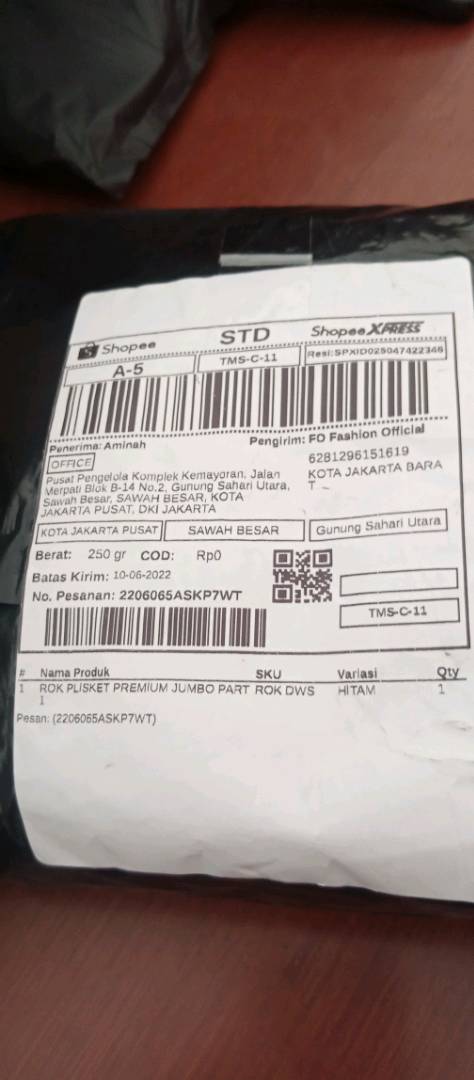 Shopee STD Shopee XPRESS
A-5 TMS-C-11 Resi:SPXID025047422346
Penerima: Aminah Pengirim: FO Fashion Official
OFFICE 6281296151619
Pusat Pengelola Komplek Kemayoran, Jalan KOTA JAKARTA BARA
Merpati Blok B-14 No.2, Gunung Sahari Utara, T
Sawah Besar, SAWAH BESAR, KOTA
JAKARTA PUSAT, DKI JAKARTA
KOTA JAKARTA PUSAT SAWAH BESAR Gunung Sahari Utara
Berat: 250 gr COD: Rp0
Batas Kirim: 10-06-2022
No. Pesanan: 2206065ASKP7WT
TMS-C-11
# Nama Produk SKU Variasi Qty
1 ROK PLISKET PREMIUM JUMBO PART ROK DWS HITAM 1
1
Pesan: (2206065ASKP7WT)